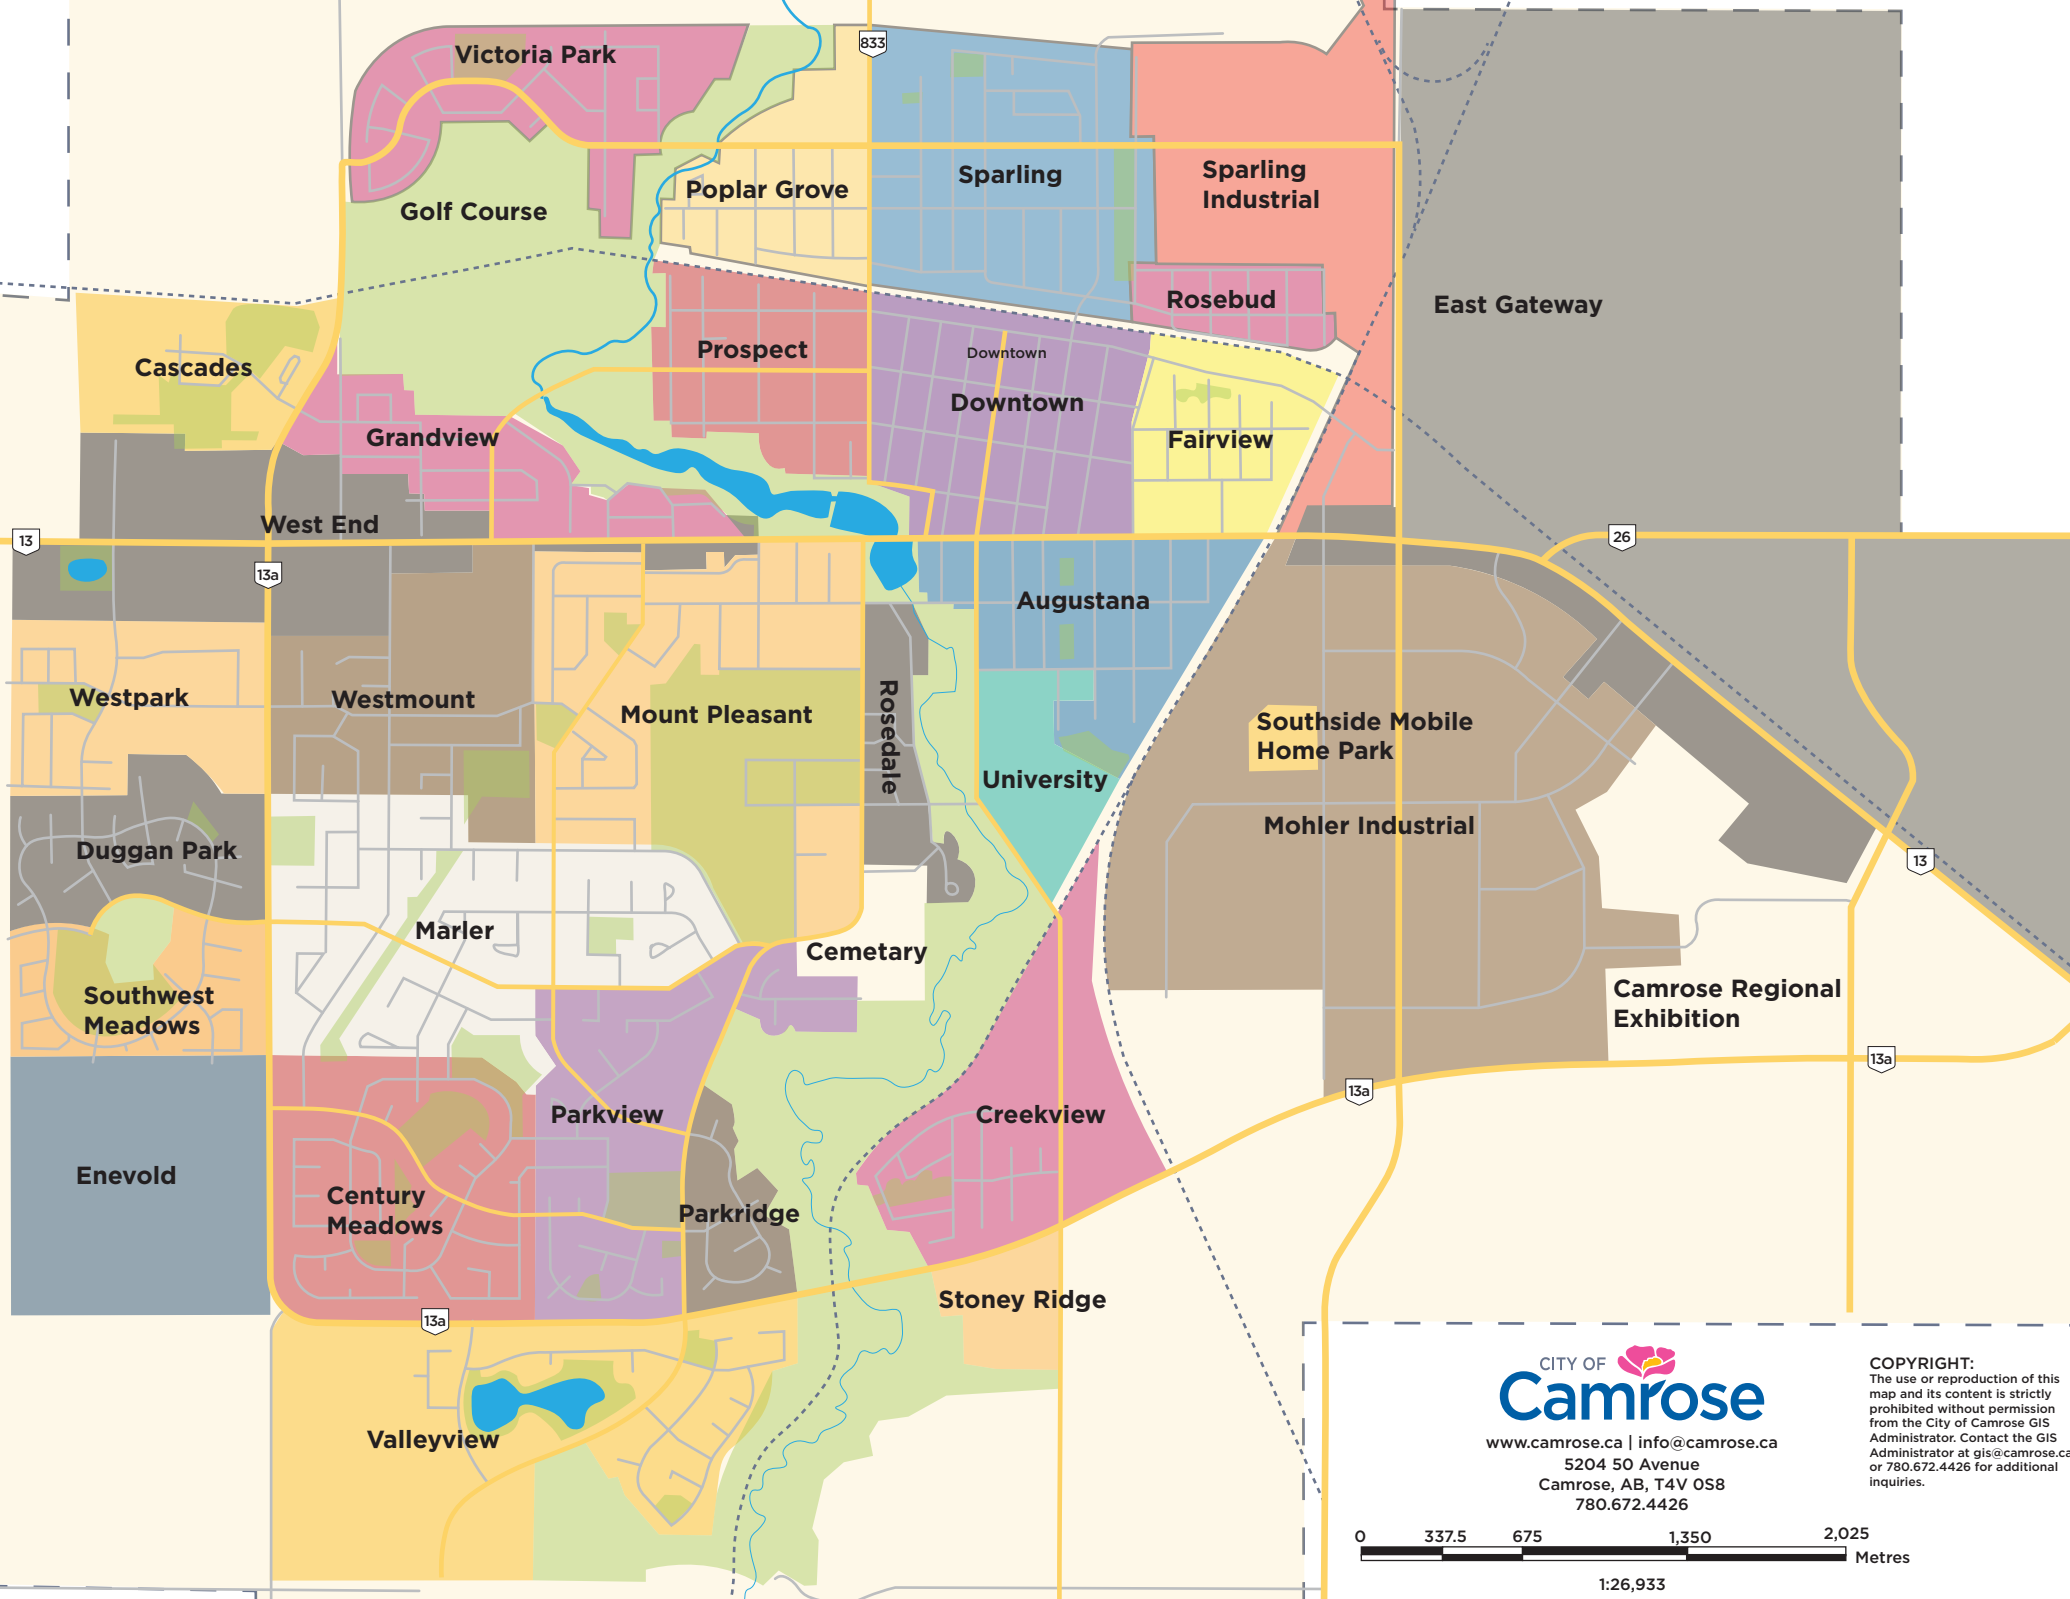 833
Victoria Park
Sparling
Sparling
Industrial
Poplar Grove
Golf Course
Rosebud
East Gateway
Prospect
Downtown
Cascades
Downtown
Grandview
Fairview
West End
13
26
13a
Augustana
Westpark
Westmount
Mount Pleasant
Rosedale
Southside Mobile
Home Park
University
Mohler Industrial
Duggan Park
13
Marler
Cemetary
Southwest
Meadows
Camrose Regional
Exhibition
13a
13a
Parkview
Creekview
Enevold
Century
Meadows
Parkridge
Stoney Ridge
13a
Valleyview
CITY OF
Camrose
www.camrose.ca | info@camrose.ca
5204 50 Avenue
Camrose, AB, T4V 0S8
780.672.4426
COPYRIGHT:
The use or reproduction of this
map and its content is strictly
prohibited without permission
from the City of Camrose GIS
Administrator. Contact the GIS
Administrator at gis@camrose.ca
or 780.672.4426 for additional
inquiries.
0 337.5 675 1,350 2,025
Metres
1:26,933